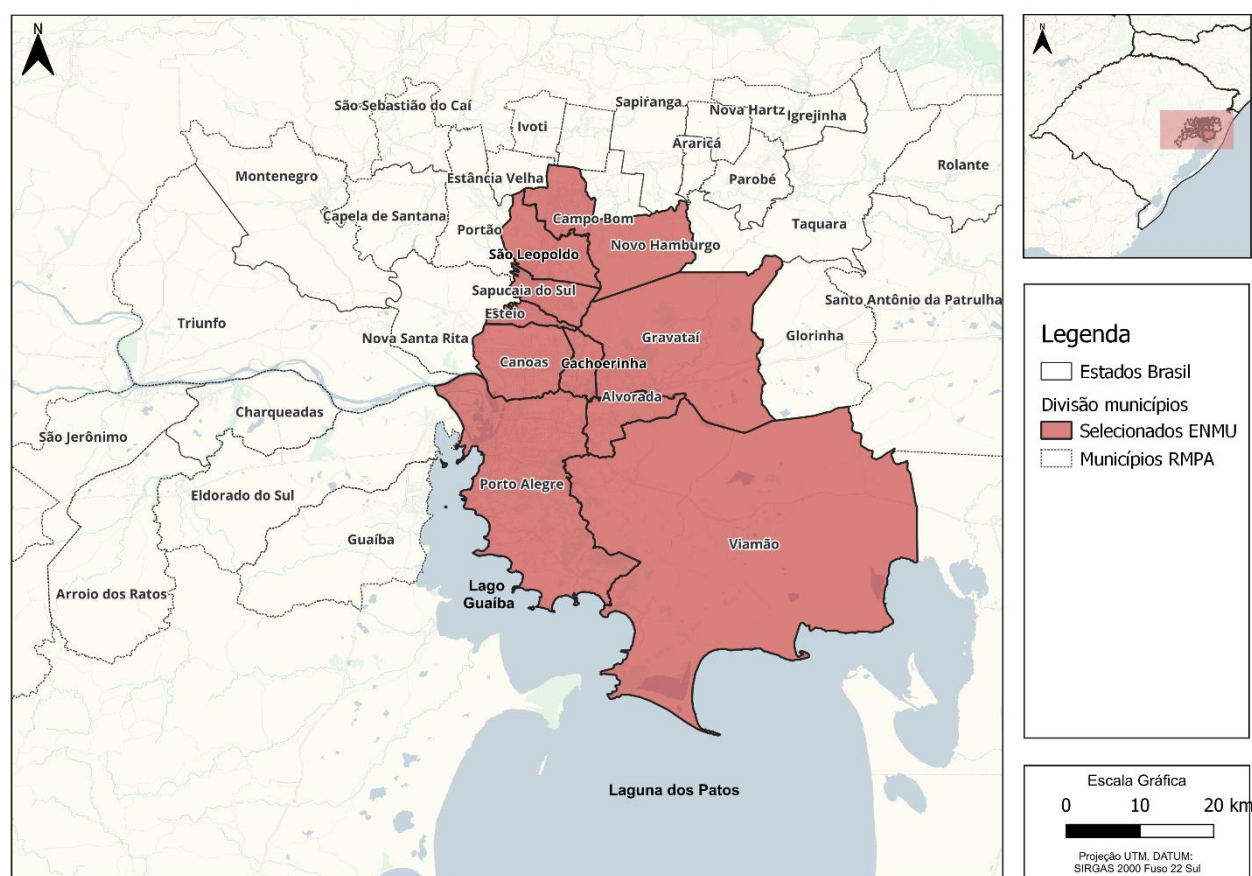 N
São Sebastião do Caí
Sapiranga
Nova Hartz
Igrejinha
Ivoti
Araricá
Rolante
Montenegro
Estância Velha
Parobé
Capela de Santana
Campo Bom
Taquara
Portão
Novo Hamburgo
São Leopoldo
Sapucaia do Sul
Santo Antônio da Patrulha
Esteio
Triunfo
Nova Santa Rita
Gravataí
Glorinha
Canoas
Cachoerinha
Alvorada
Charqueadas
São Jerônimo
Porto Alegre
Eldorado do Sul
Guaíba
Viamão
Arroio dos Ratos
Lago
Guaíba
Laguna dos Patos
N
Legenda
Estados Brasil
Divisão municípios
Selecionados ENMU
Municípios RMPA
Escala Gráfica
0 10 20 km
Projeção UTM, DATUM:
SIRGAS 2000 Fuso 22 Sul